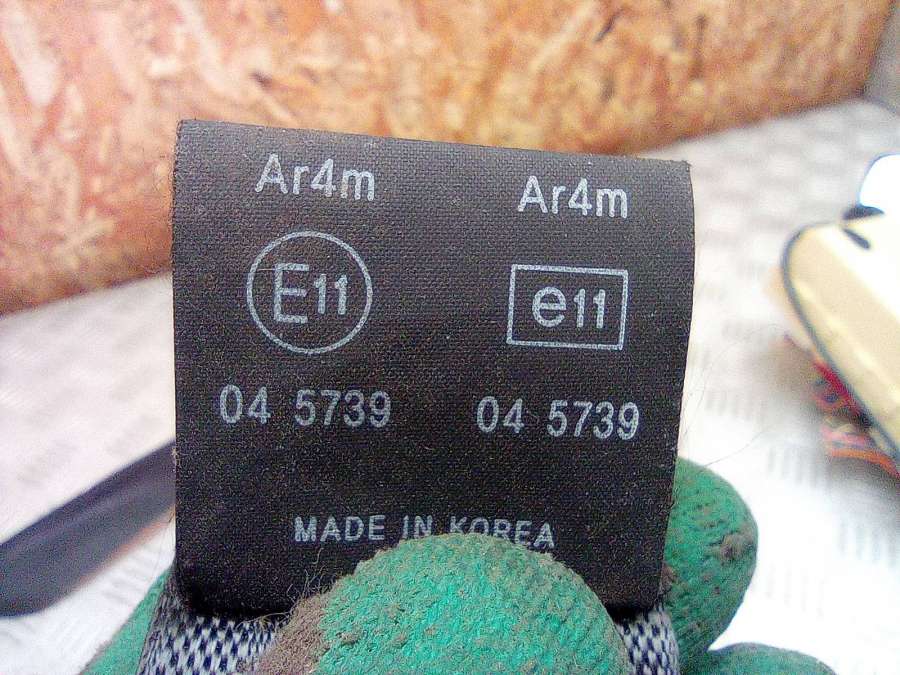 Ar4m Ar4m
E11 e11
04 5739 04 5739
MADE IN KOREA